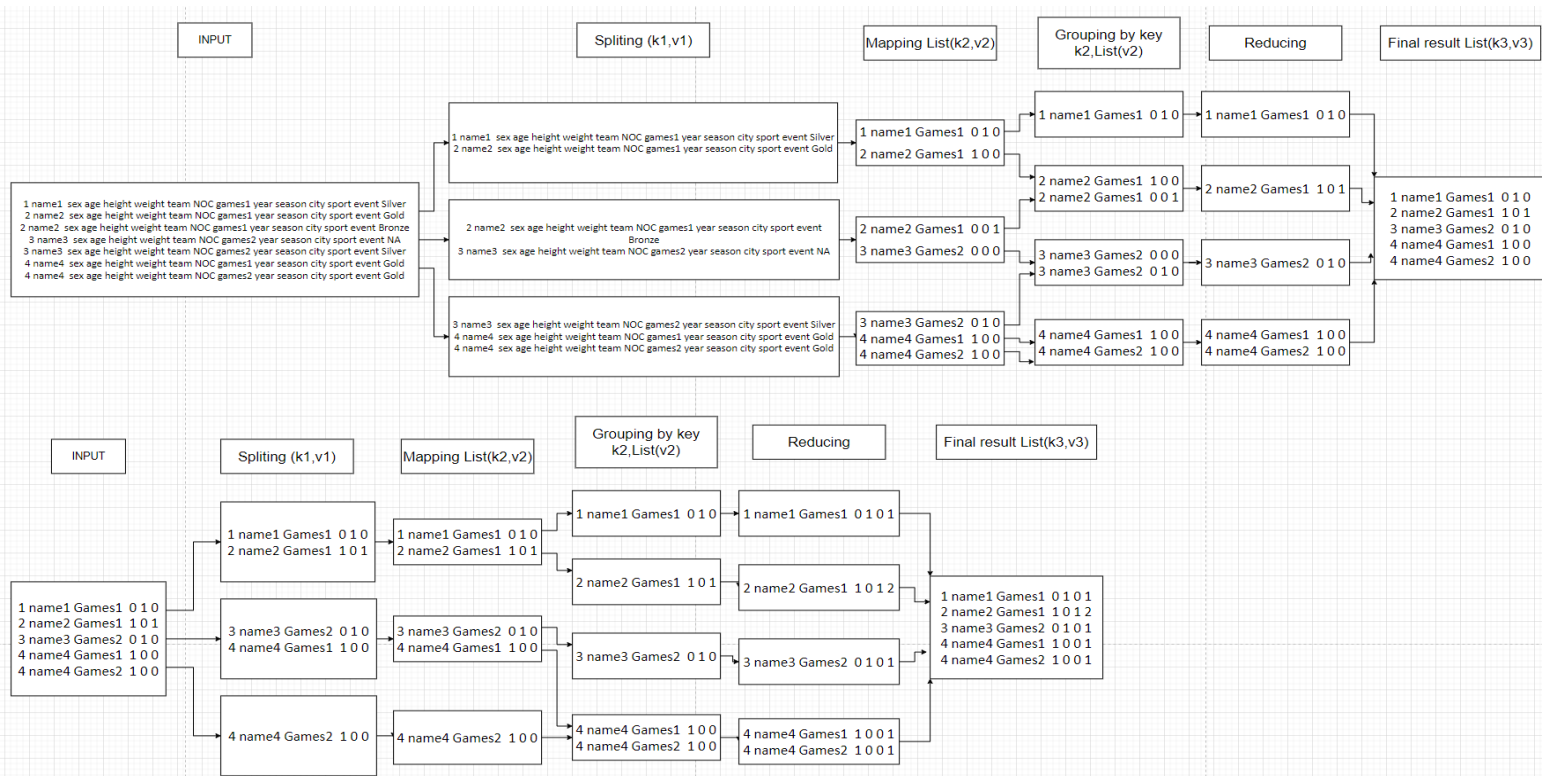 INPUT
Spliting (k1,v1)
Mapping List(k2,v2)
Grouping by key
k2,List(v2)
Reducing
Final result List(k3,v3)
1 name1 sex age height weight team NOC games1 year season city sport event Silver
2 name2 sex age height weight team NOC games1 year season city sport event Gold
2 name2 sex age height weight team NOC games1 year season city sport event Bronze
3 name3 sex age height weight team NOC games2 year season city sport event NA
3 name3 sex age height weight team NOC games2 year season city sport event Silver
4 name4 sex age height weight team NOC games1 year season city sport event Gold
4 name4 sex age height weight team NOC games2 year season city sport event Gold
1 name1 sex age height weight team NOC games1 year season city sport event Silver
2 name2 sex age height weight team NOC games1 year season city sport event Gold
2 name2 sex age height weight team NOC games1 year season city sport event
Bronze
3 name3 sex age height weight team NOC games2 year season city sport event NA
3 name3 sex age height weight team NOC games2 year season city sport event Silver
4 name4 sex age height weight team NOC games1 year season city sport event Gold
4 name4 sex age height weight team NOC games2 year season city sport event Gold
1 name1 Games1 0 1 0
2 name2 Games1 1 0 0
2 name2 Games1 0 0 1
3 name3 Games2 0 0 0
3 name3 Games2 0 1 0
4 name4 Games1 1 0 0
4 name4 Games2 1 0 0
1 name1 Games1 0 1 0
2 name2 Games1 1 0 0
2 name2 Games1 0 0 1
3 name3 Games2 0 0 0
3 name3 Games2 0 1 0
4 name4 Games1 1 0 0
4 name4 Games2 1 0 0
1 name1 Games1 0 1 0
2 name2 Games1 1 0 1
3 name3 Games2 0 1 0
4 name4 Games1 1 0 0
4 name4 Games2 1 0 0
1 name1 Games1 0 1 0
2 name2 Games1 1 0 1
3 name3 Games2 0 1 0
4 name4 Games1 1 0 0
4 name4 Games2 1 0 0
INPUT
Spliting (k1,v1)
Mapping List(k2,v2)
Grouping by key
k2,List(v2)
Reducing
Final result List(k3,v3)
1 name1 Games1 0 1 0
2 name2 Games1 1 0 1
3 name3 Games2 0 1 0
4 name4 Games1 1 0 0
4 name4 Games2 1 0 0
1 name1 Games1 0 1 0
2 name2 Games1 1 0 1
3 name3 Games2 0 1 0
4 name4 Games1 1 0 0
4 name4 Games2 1 0 0
1 name1 Games1 0 1 0
2 name2 Games1 1 0 1
3 name3 Games2 0 1 0
4 name4 Games1 1 0 0
4 name4 Games2 1 0 0
1 name1 Games1 0 1 0
2 name2 Games1 1 0 1
3 name3 Games2 0 1 0
4 name4 Games1 1 0 0
4 name4 Games2 1 0 0
1 name1 Games1 0 1 0 1
2 name2 Games1 1 0 1 2
3 name3 Games2 0 1 0 1
4 name4 Games1 1 0 0 1
4 name4 Games2 1 0 0 1
1 name1 Games1 0 1 0 1
2 name2 Games1 1 0 1 2
3 name3 Games2 0 1 0 1
4 name4 Games1 1 0 0 1
4 name4 Games2 1 0 0 1